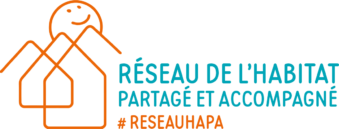 RÉSEAU DE L'HABITAT
PARTAGÉ ET ACCOMPAGNÉ
# RESEAUHAPA